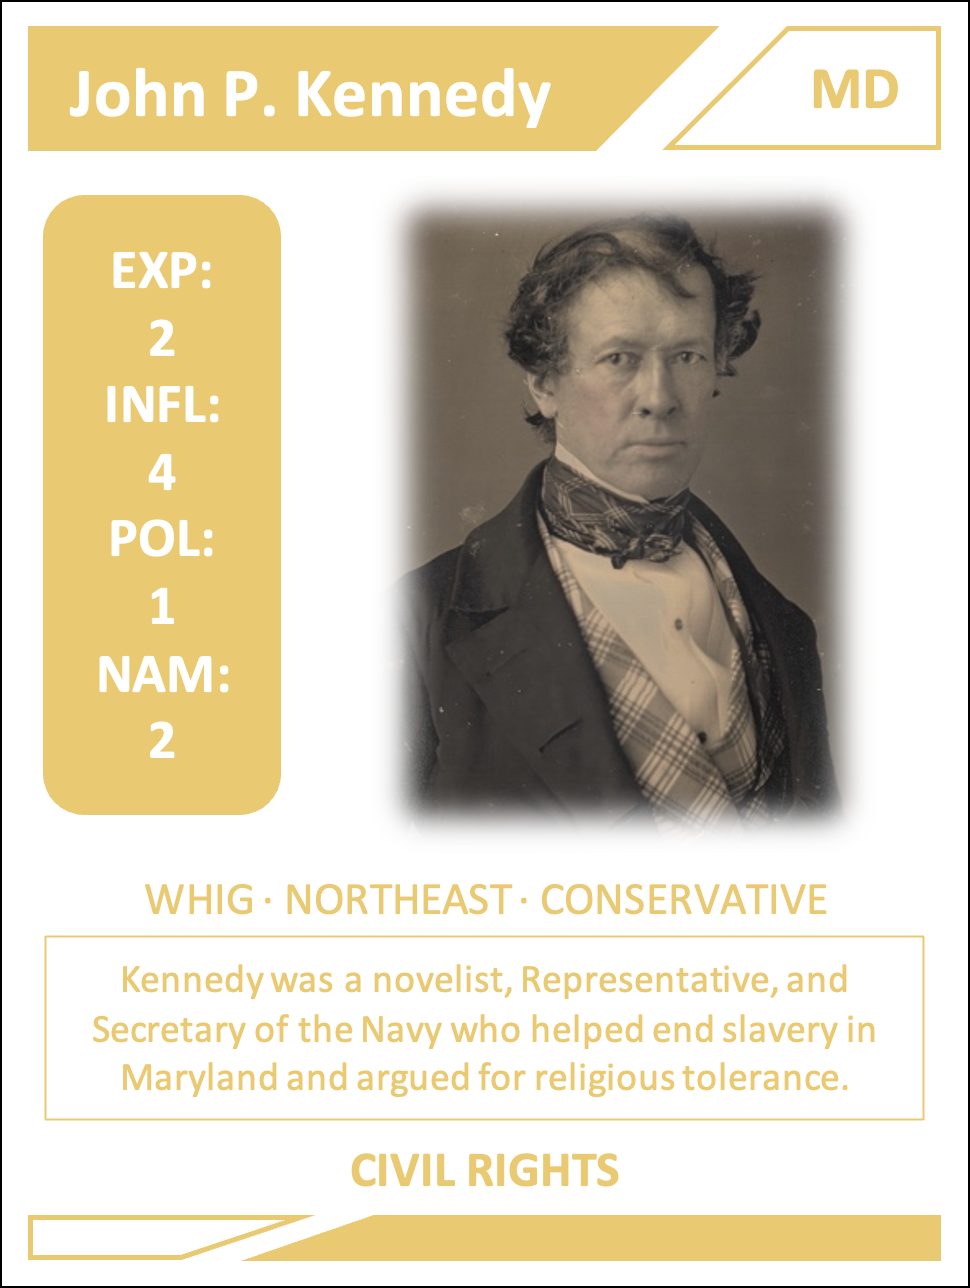 John P. Kennedy
MD
EXP:
2
INFL:
4
POL:
1
NAM:
2
WHIG · NORTHEAST · CONSERVATIVE
Kennedy was a novelist, Representative, and
Secretary of the Navy who helped end slavery in
Maryland and argued for religious tolerance.
CIVIL RIGHTS